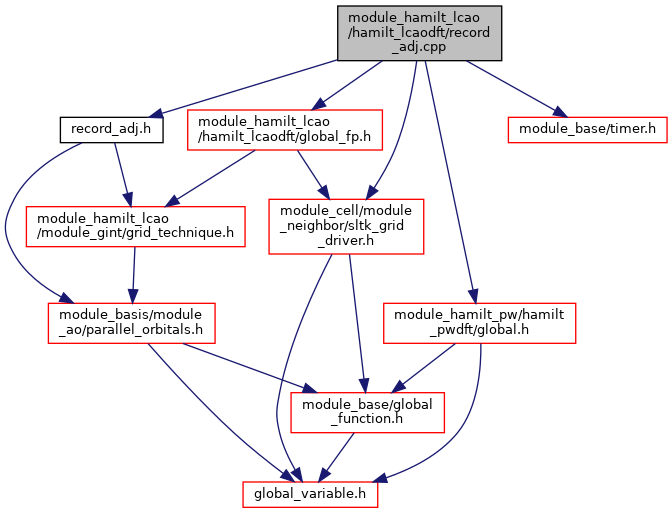 module_hamilt_lcao
/hamilt_lcaodft/record
_adj.cpp
record_adj.h
module_hamilt_lcao
/hamilt_lcaodft/global_fp.h
module_base/timer.h
module_hamilt_lcao
/module_gint/grid_technique.h
module_cell/module
_neighbor/sltk_grid
_driver.h
module_basis/module
_ao/parallel_orbitals.h
module_hamilt_pw/hamilt
_pwdft/global.h
module_base/global
_function.h
global_variable.h